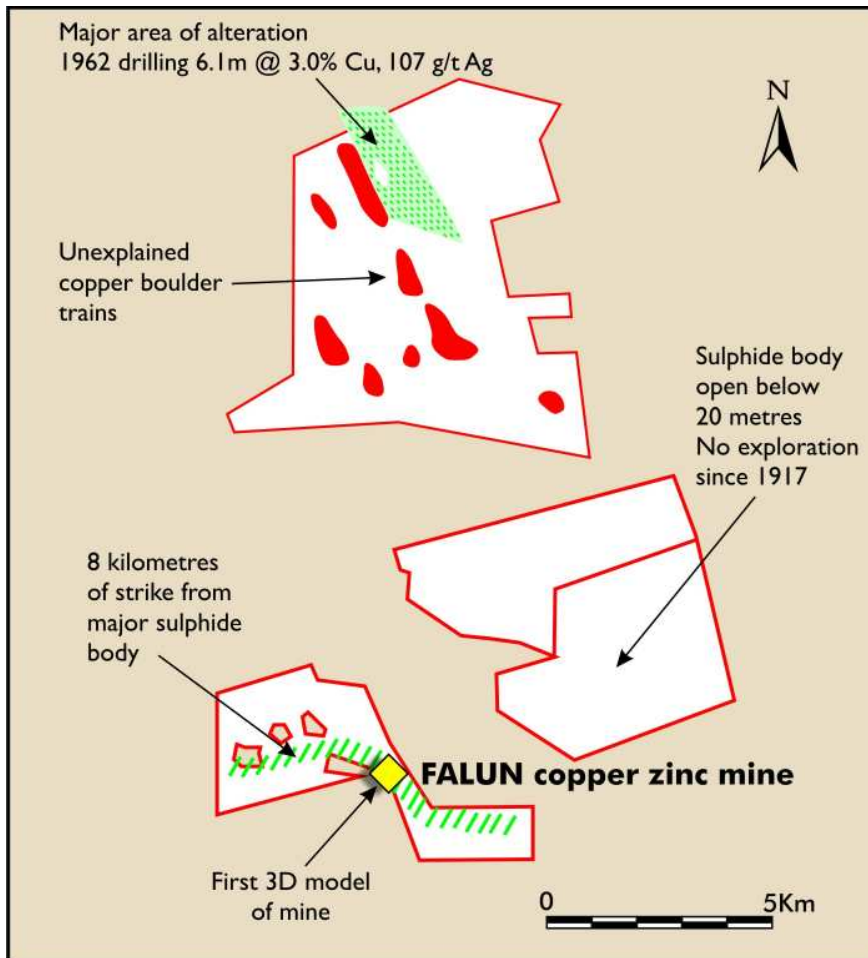 Major area of alteration
1962 drilling 6.1m @ 3.0% Cu, 107 g/t Ag
N
Unexplained
copper boulder
trains
Sulphide body
open below
20 metres
No exploration
since 1917
8 kilometres
of strike from
major sulphide
body
FALUN copper zinc mine
First 3D model
of mine
0
5Km